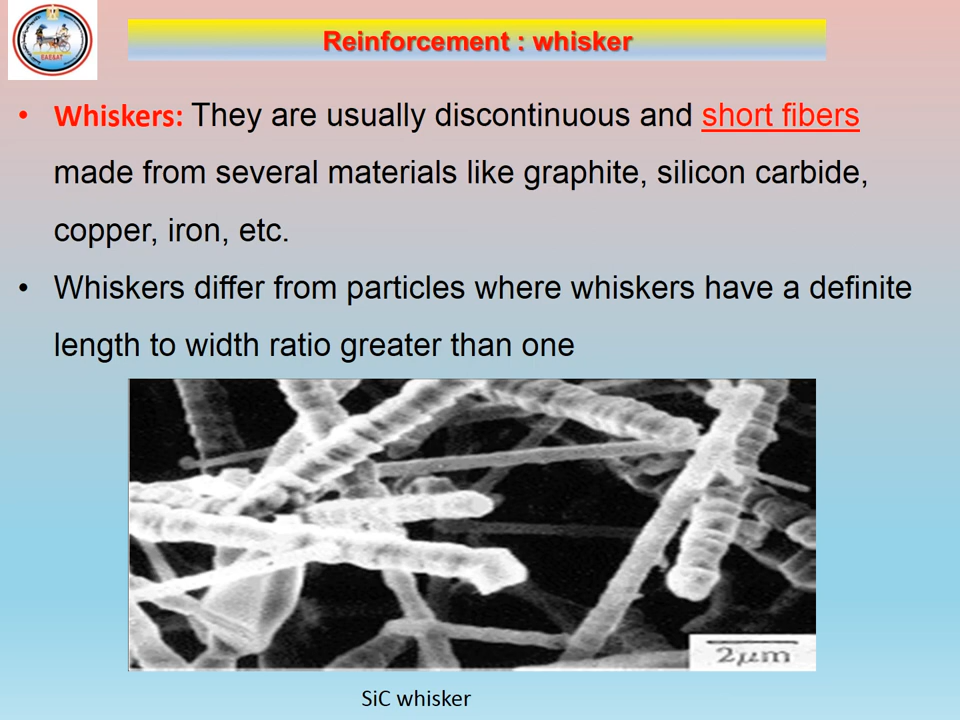 Reinforcement : whisker
• Whiskers: They are usually discontinuous and short fibers
made from several materials like graphite, silicon carbide,
copper, iron, etc.
• Whiskers differ from particles where whiskers have a definite
length to width ratio greater than one
2µm
SiC whisker